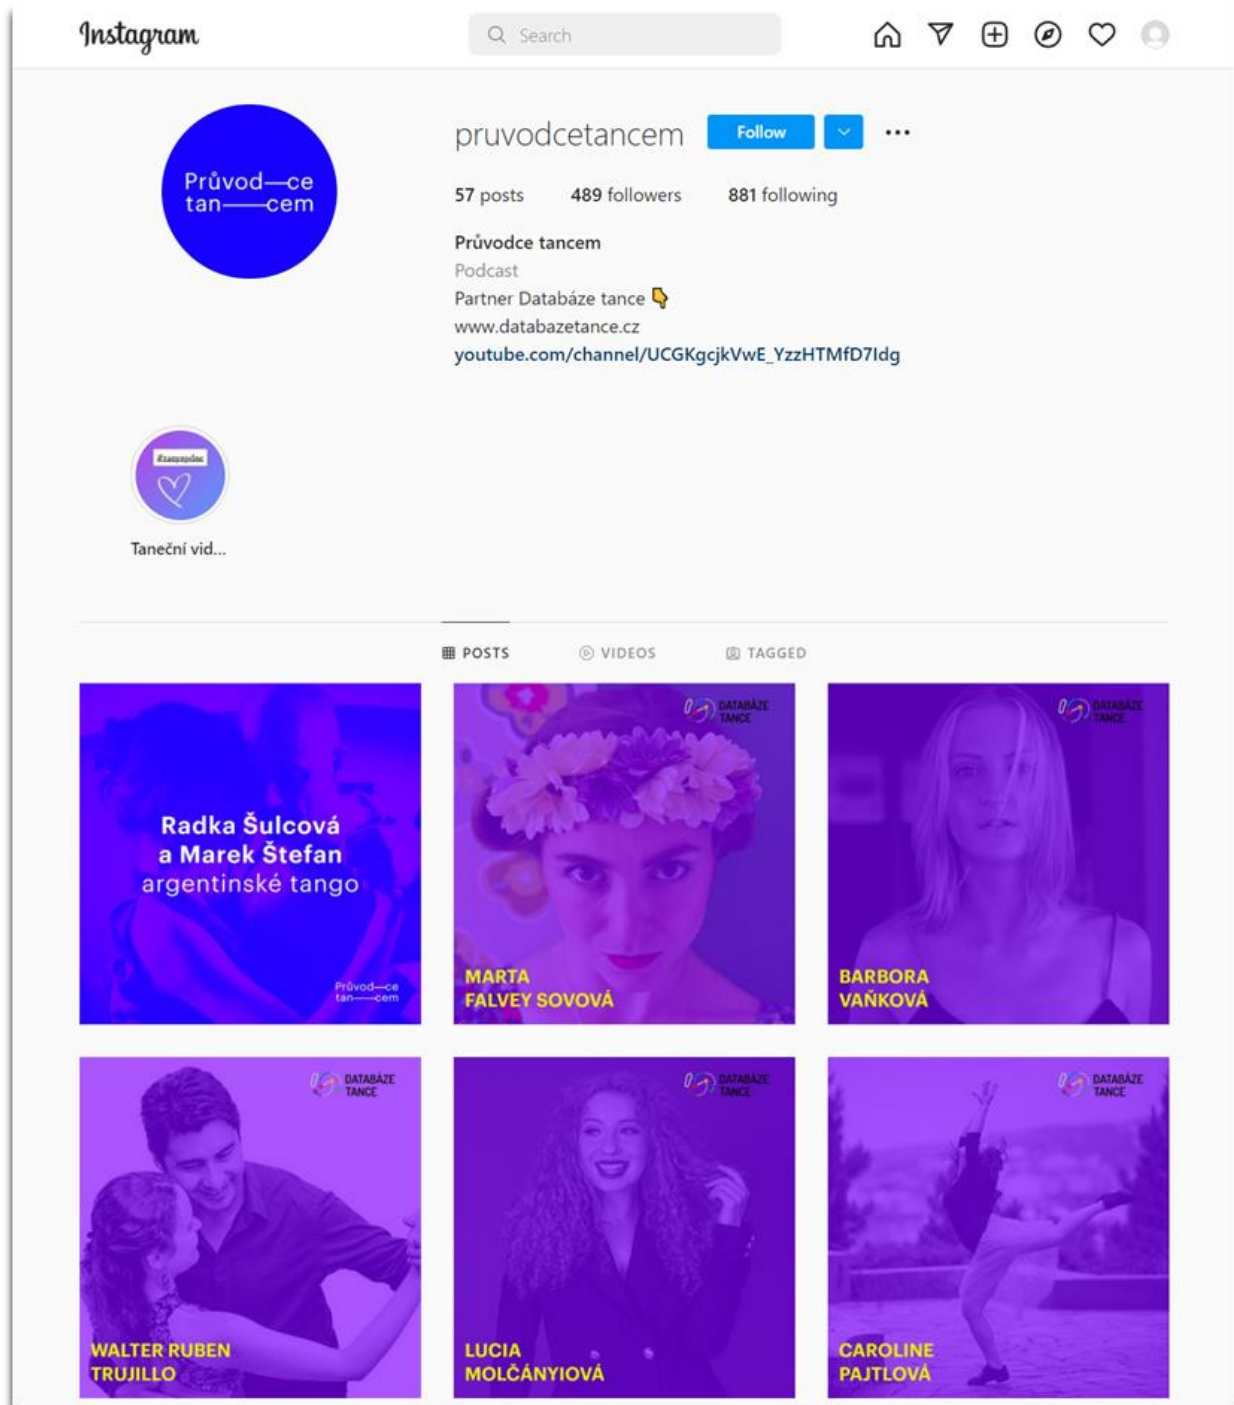 Instagram
Search
Průvod—ce
tan——cem
pruvodcetancem
Follow
57 posts 489 followers 881 following
Průvodce tancem
Podcast
Partner Databáze tance 👇
www.databazetance.cz
youtube.com/channel/UCGKgcjkVwE_YzzHTMfD7Idg
Taneční vid...
POSTS VIDEOS TAGGED
Radka Šulcová
a Marek Štefan
argentinské tango
Průvod—ce
tan——cem
DATABÁZE
TANCE
MARTA
FALVEY SOVOVÁ
DATABÁZE
TANCE
BARBORA
VAŇKOVÁ
DATABÁZE
TANCE
WALTER RUBEN
TRUJILLO
DATABÁZE
TANCE
LUCIA
MOLČÁNYIOVÁ
DATABÁZE
TANCE
CAROLINE
PAJTLOVÁ